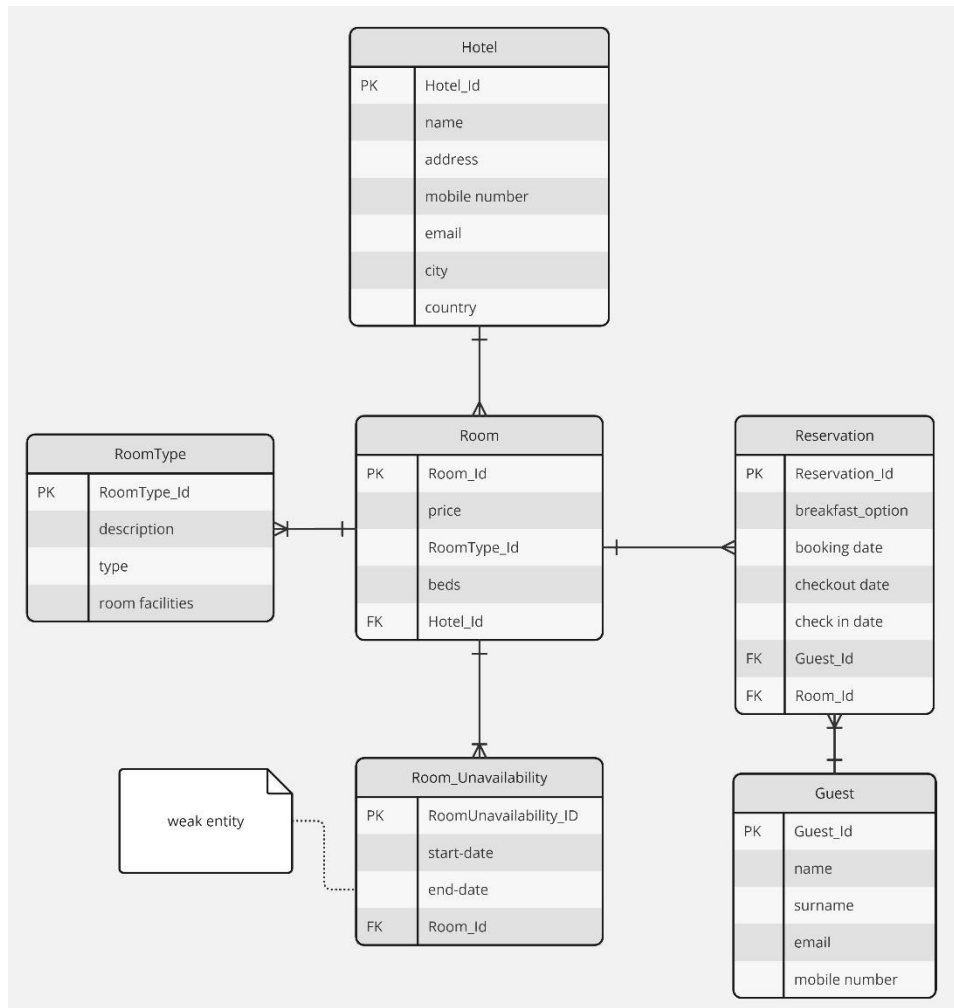 Hotel
PK Hotel_Id
name
address
mobile number
email
city
country
RoomType
PK RoomType_Id
description
type
room facilities
Room
PK Room_Id
price
RoomType_Id
beds
FK Hotel_Id
Reservation
PK Reservation_Id
breakfast_option
booking date
checkout date
check in date
FK Guest_Id
FK Room_Id
weak entity
Room_Unavailability
PK RoomUnavailability_ID
start-date
end-date
FK Room_Id
Guest
PK Guest_Id
name
surname
email
mobile number